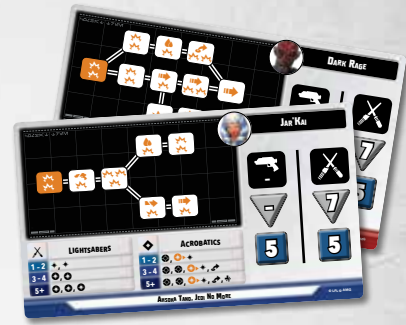 DARK RAGE
7
5
JAR'KAI
-
- 7
5 5
LIGHTSABERS
1-2
3-4
5+
ACROBATICS
1-2
3-4
5+
AHSOKA TANO, JEDI NO MORE